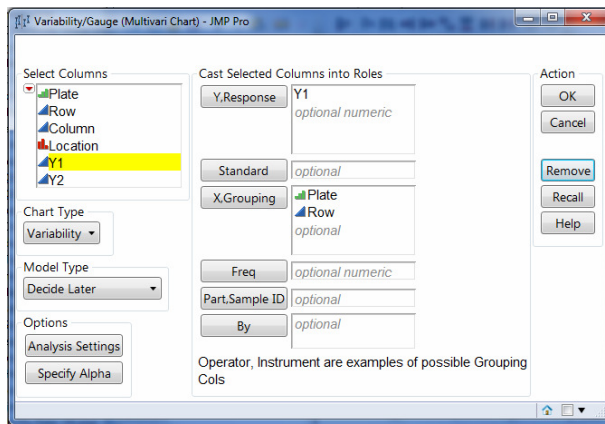 Variability/Gauge (Multivari Chart) - JMP Pro
Select Columns
Plate
Row
Column
Location
Y1
Y2
Chart Type
Variability
Model Type
Decide Later
Options
Analysis Settings
Specify Alpha
Cast Selected Columns into Roles
Y,Response
Y1
optional numeric
Standard
optional
X,Grouping
Plate
Row
optional
Freq
optional numeric
Part,Sample ID
optional
By
optional
Operator, Instrument are examples of possible Grouping
Cols
Action
OK
Cancel
Remove
Recall
Help